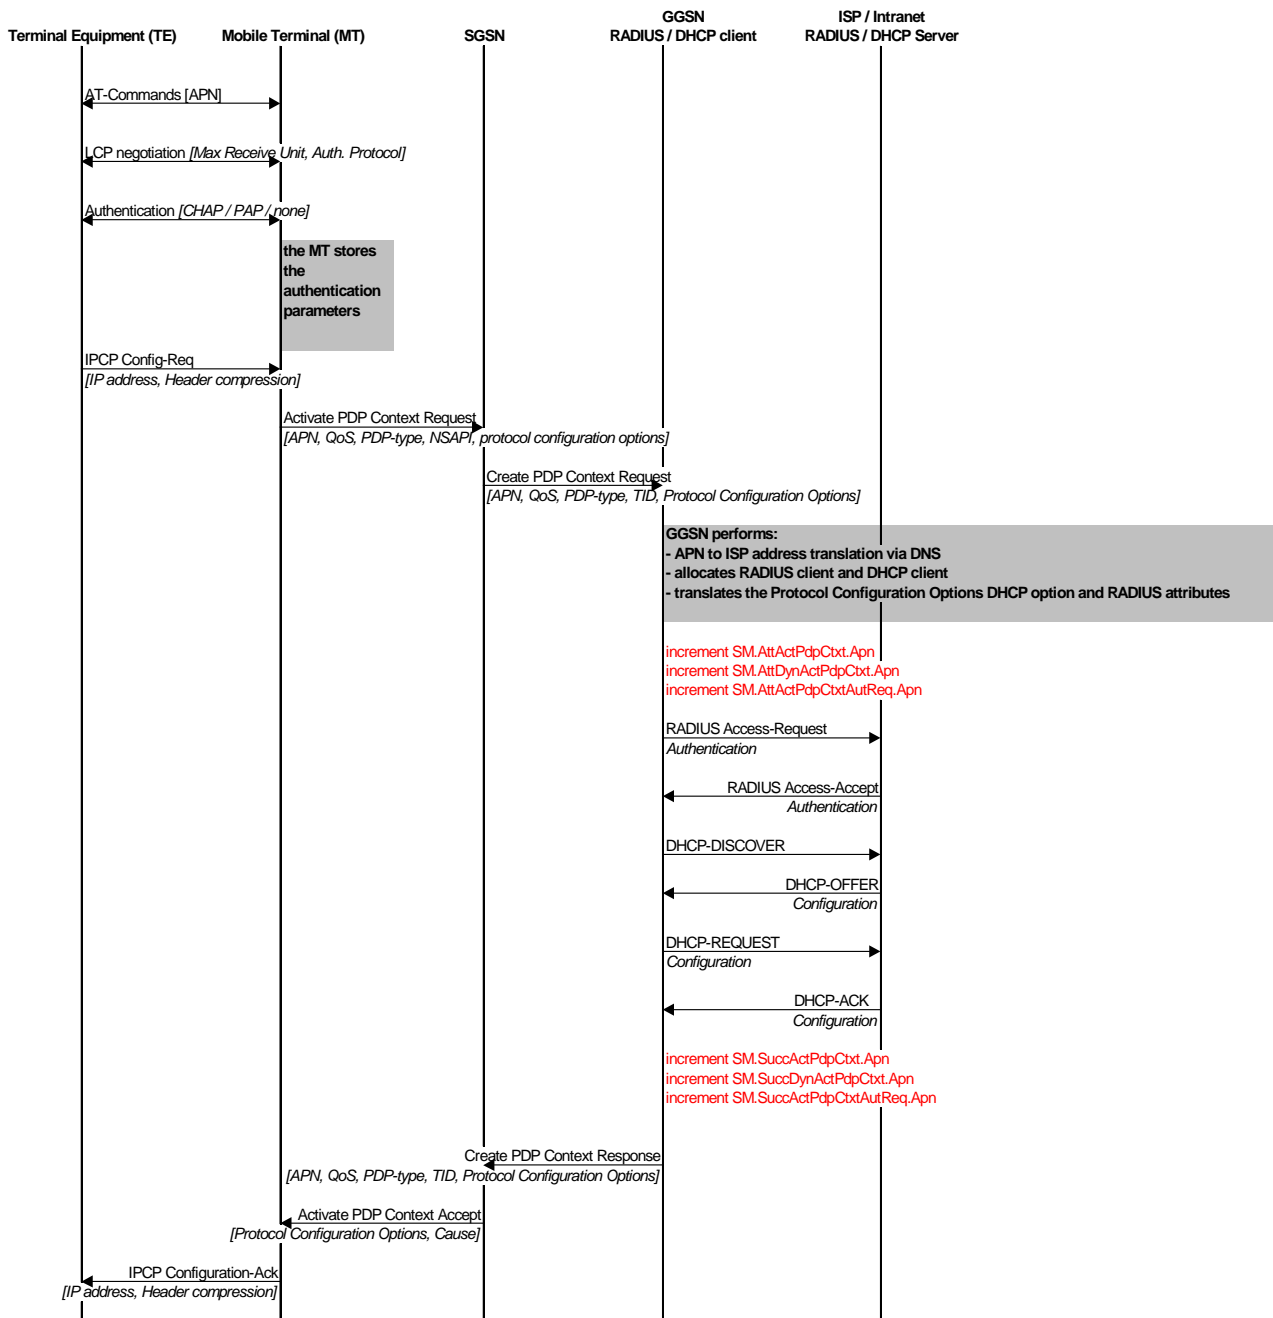 GGSN
ISP / Intranet
Terminal Equipment (TE)
Mobile Terminal (MT)
SGSN
RADIUS / DHCP client
RADIUS / DHCP Server
AT-Commands [APN]
LCP negotiation [Max Receive Unit, Auth. Protocol]
Authentication [CHAP / PAP / none]
the MT stores
the
authentication
parameters
IPCP Config-Req
[IP address, Header compression]
Activate PDP Context Request
[APN, QoS, PDP-type, NSAPI, protocol configuration options]
Create PDP Context Request
[APN, QoS, PDP-type, TID, Protocol Configuration Options]
GGSN performs:
- APN to ISP address translation via DNS
- allocates RADIUS client and DHCP client
- translates the Protocol Configuration Options DHCP option and RADIUS attributes
increment SM.AttActPdpCtxt.Apn
increment SM.AttDynActPdpCtxt.Apn
increment SM.AttActPdpCtxtAutReq.Apn
RADIUS Access-Request
Authentication
RADIUS Access-Accept
Authentication
DHCP-DISCOVER
DHCP-OFFER
Configuration
DHCP-REQUEST
Configuration
DHCP-ACK
Configuration
increment SM.SuccActPdpCtxt.Apn
increment SM.SuccDynActPdpCtxt.Apn
increment SM.SuccActPdpCtxtAutReq.Apn
Create PDP Context Response
[APN, QoS, PDP-type, TID, Protocol Configuration Options]
Activate PDP Context Accept
[Protocol Configuration Options, Cause]
IPCP Configuration-Ack
[IP address, Header compression]